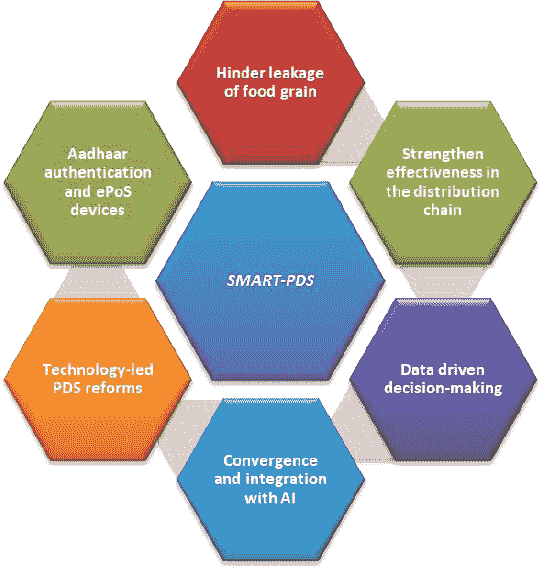 Hinder leakage
of food grain
Strengthen
effectiveness in
the distribution
chain
Data driven
decision-making
Convergence
and integration
with AI
Technology-led
PDS reforms
Aadhaar
authentication
and ePoS
devices
SMART-PDS